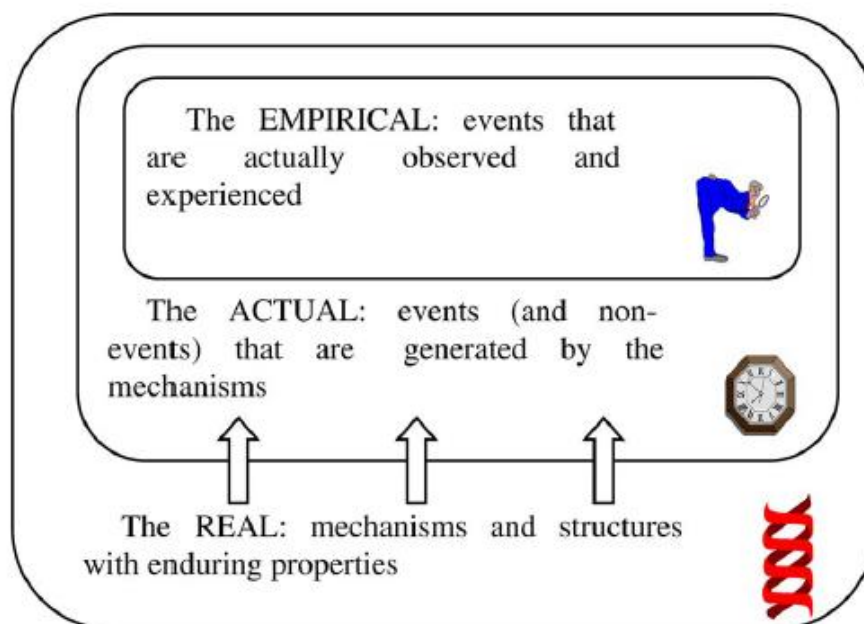 The EMPIRICAL: events that
are actually observed and
experienced
The ACTUAL: events (and non-
events) that are generated by the
mechanisms
The REAL: mechanisms and structures
with enduring properties